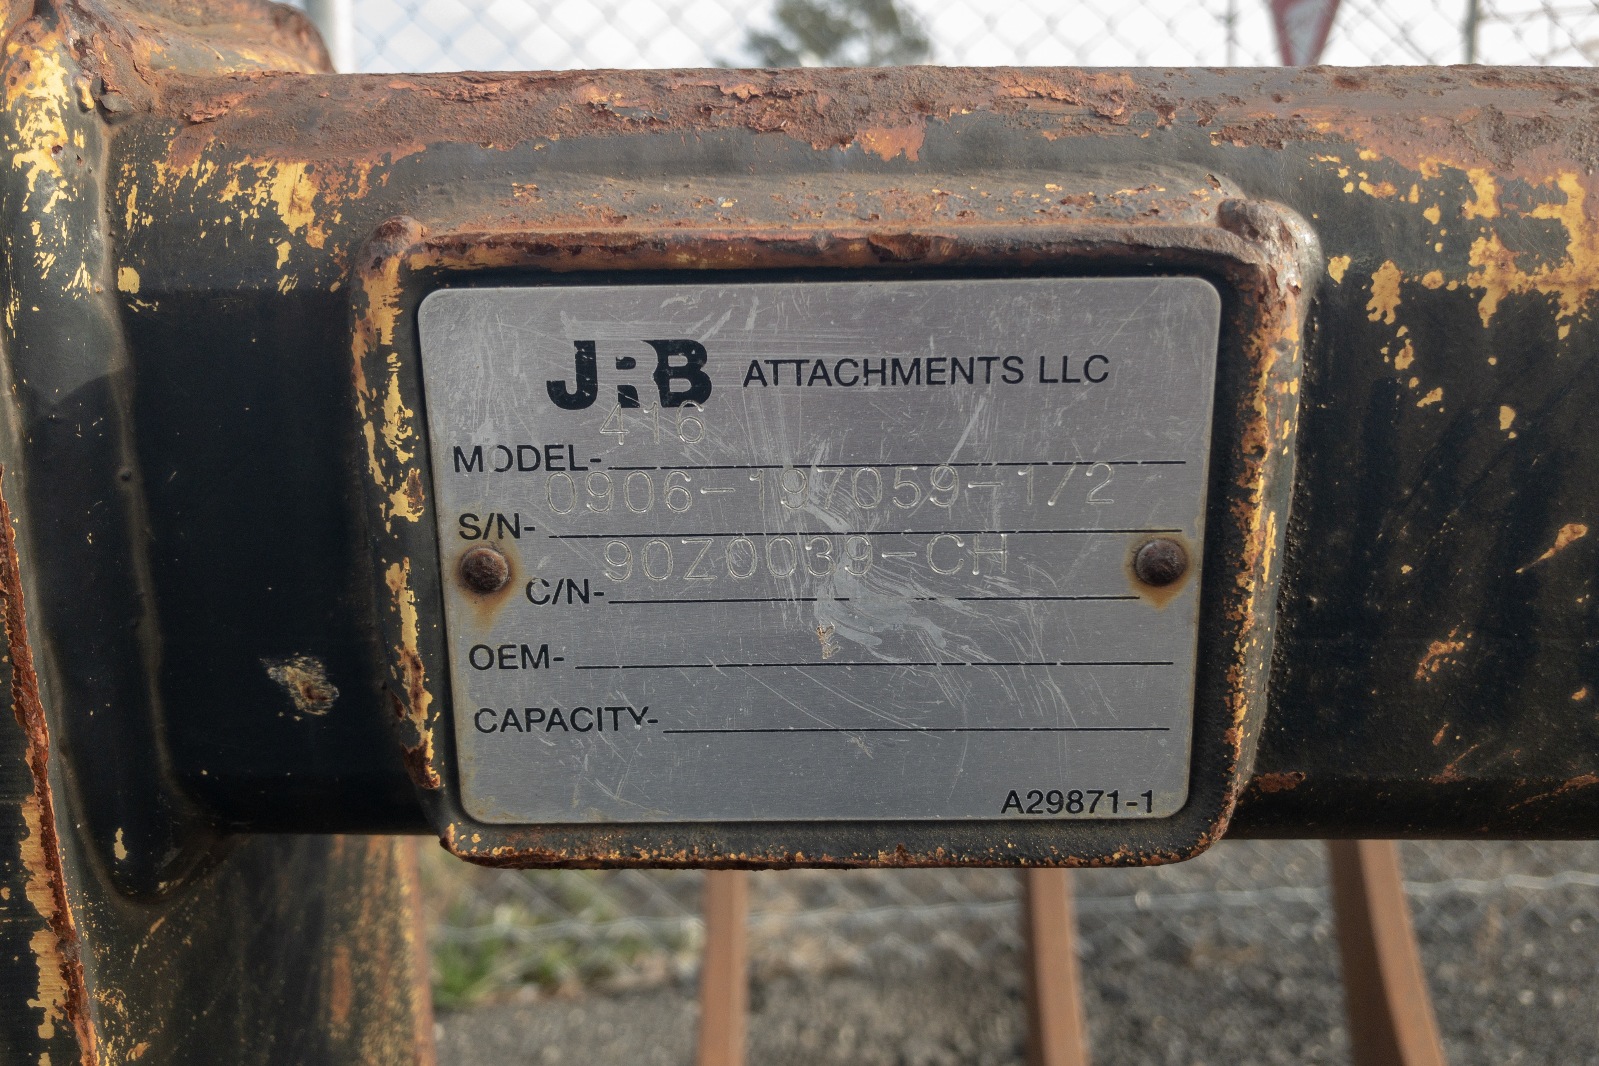 JRB ATTACHMENTS LLC
416
MODEL-
0906-197059-1/2
S/N-
90Z0039-CH
C/N-
OEM-
CAPACITY-
A29871-1